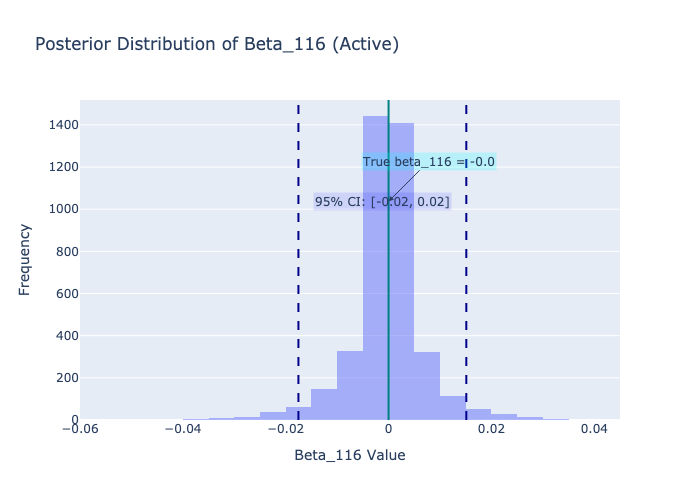 Posterior Distribution of Beta_116 (Active)
1400
1200
1000
800
600
400
200
0
Frequency
True beta_116 = -0.0
95% CI: [-0.02, 0.02]
−0.06
−0.04
−0.02
0
0.02
0.04
Beta_116 Value